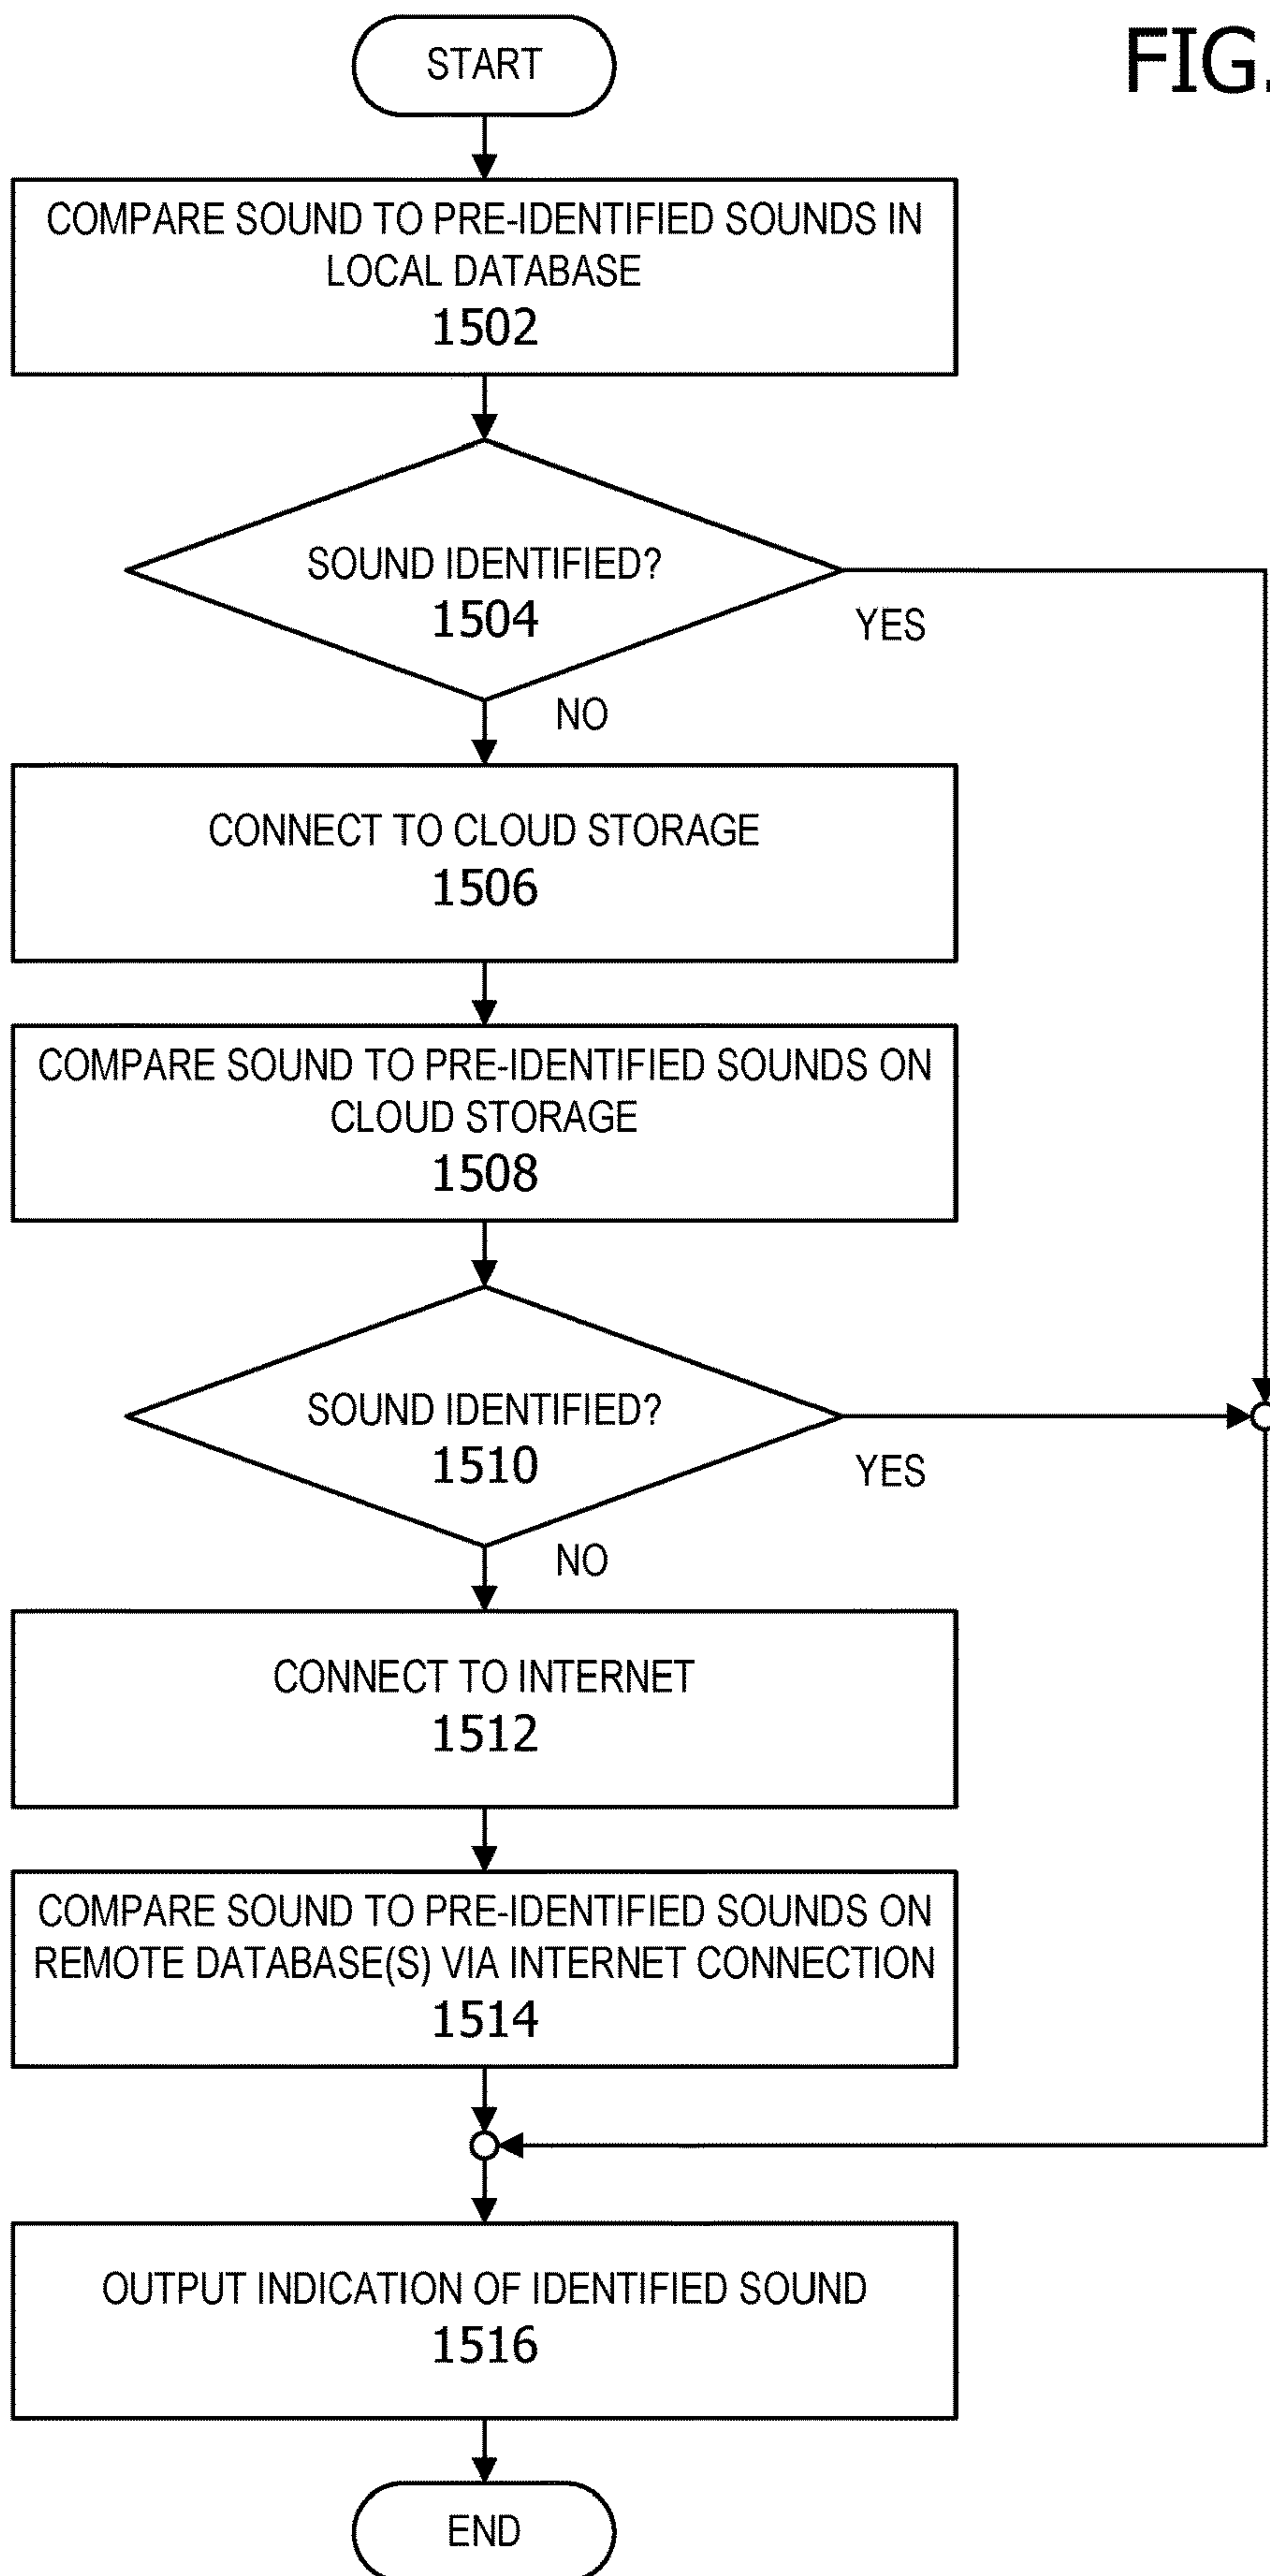 START
FIG.
COMPARE SOUND TO PRE-IDENTIFIED SOUNDS IN
LOCAL DATABASE
1502
SOUND IDENTIFIED?
1504
YES
NO
CONNECT TO CLOUD STORAGE
1506
COMPARE SOUND TO PRE-IDENTIFIED SOUNDS ON
CLOUD STORAGE
1508
SOUND IDENTIFIED?
1510
YES
NO
CONNECT TO INTERNET
1512
COMPARE SOUND TO PRE-IDENTIFIED SOUNDS ON
REMOTE DATABASE(S) VIA INTERNET CONNECTION
1514
OUTPUT INDICATION OF IDENTIFIED SOUND
1516
END